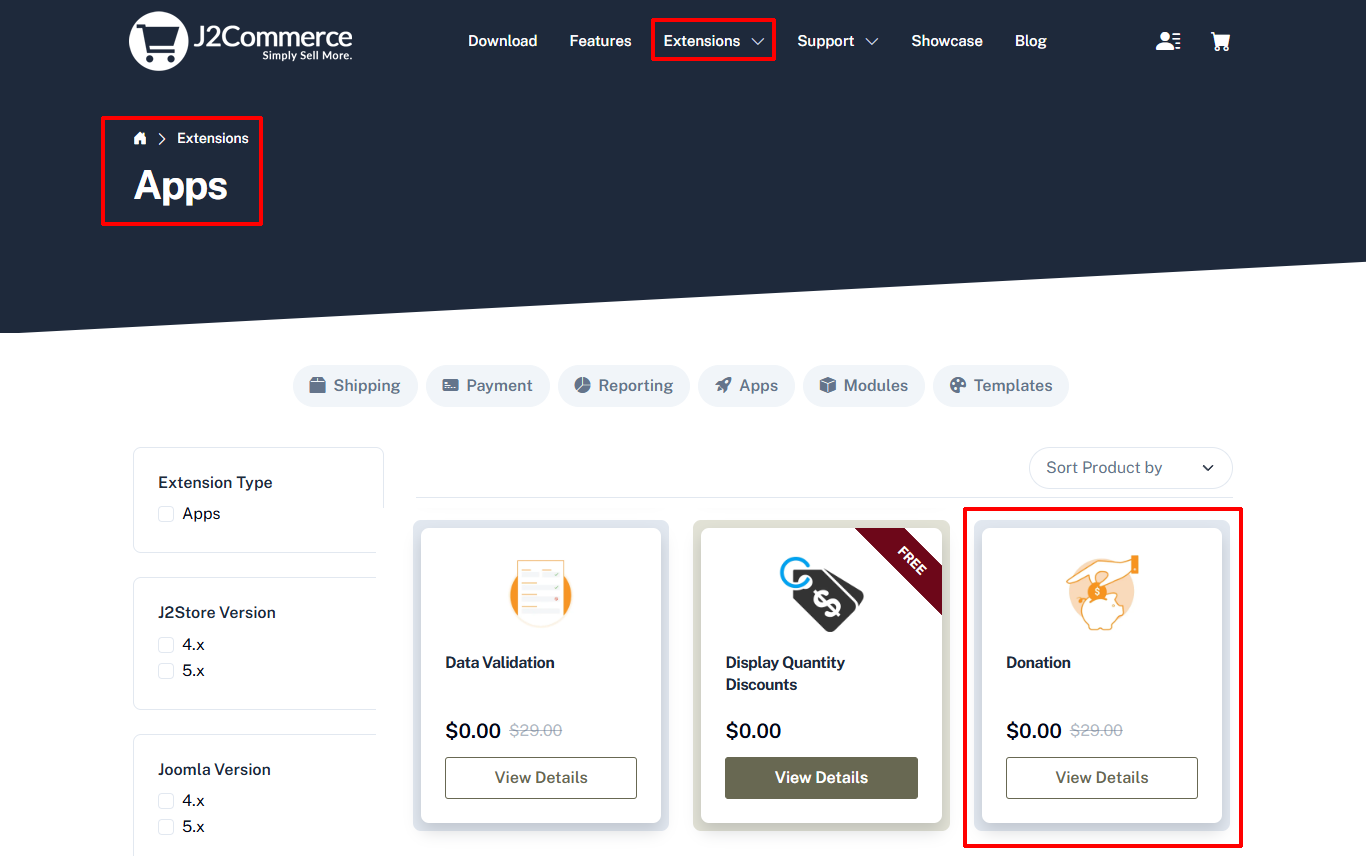 J2Commerce
Simply Sell More.
Download Features Extensions Support Showcase Blog
Extensions
Apps
Shipping Payment Reporting Apps Modules Templates
Sort Product by
Extension Type
Apps
J2Store Version
4.x
5.x
Joomla Version
4.x
5.x
Data Validation
$0.00 $29.00
View Details
FREE
Display Quantity
Discounts
$0.00
View Details
Donation
$0.00 $29.00
View Details